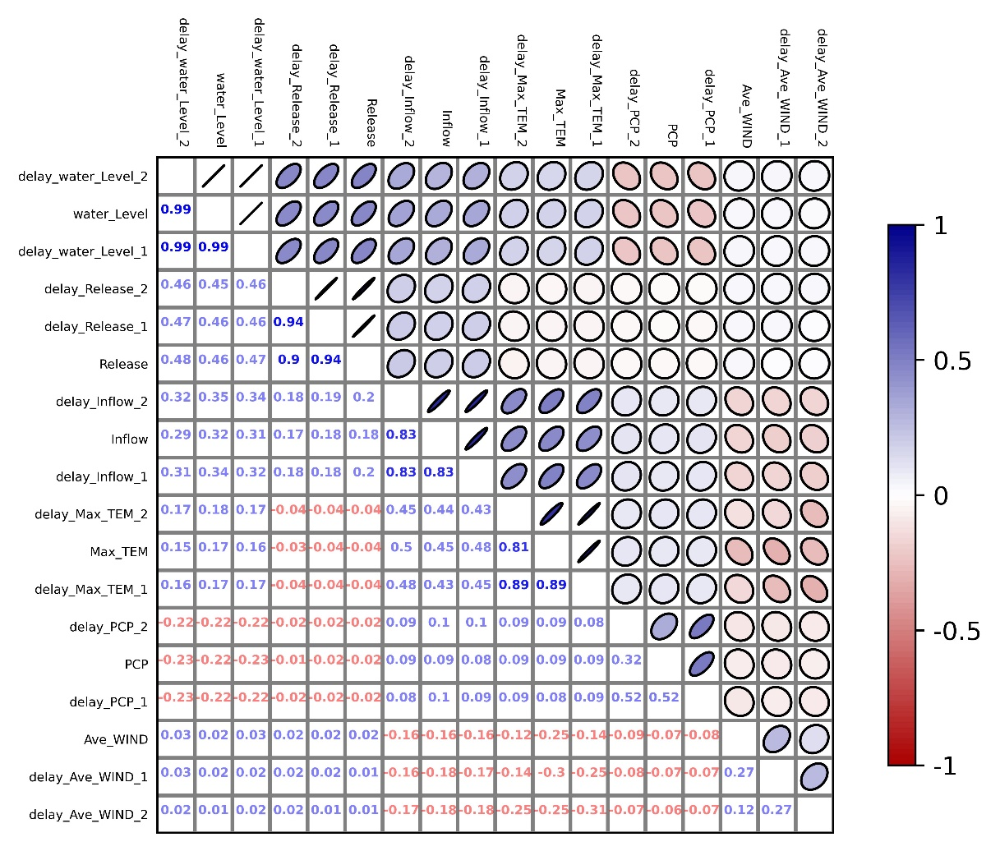 delay_water_Level_2 water_Level delay_water_Level_1 delay_Release_2 delay_Release_1 Release delay_Inflow_2 Inflow delay_Inflow_1 delay_Max_TEM_2 Max_TEM delay_Max_TEM_1 delay_PCP_2 PCP delay_PCP_1 Ave_WIND delay_Ave_WIND_1 delay_Ave_WIND_2
delay_water_Level_2
water_Level 0.99
delay_water_Level_1 0.99 0.99
delay_Release_2 0.46 0.45 0.46
delay_Release_1 0.47 0.46 0.46 0.94
Release 0.48 0.46 0.47 0.9 0.94
delay_Inflow_2 0.32 0.35 0.34 0.18 0.19 0.2
Inflow 0.29 0.32 0.31 0.17 0.18 0.18 0.83
delay_Inflow_1 0.31 0.34 0.32 0.18 0.18 0.2 0.83 0.83
delay_Max_TEM_2 0.17 0.18 0.17 -0.04 -0.04 -0.04 0.45 0.44 0.43
Max_TEM 0.15 0.17 0.16 -0.03 -0.04 -0.04 0.5 0.45 0.48 0.81
delay_Max_TEM_1 0.16 0.17 0.17 -0.04 -0.04 -0.04 0.48 0.43 0.45 0.89 0.89
delay_PCP_2 -0.22 -0.22 -0.22 -0.02 -0.02 -0.02 0.09 0.1 0.1 0.09 0.09 0.08
PCP -0.23 -0.22 -0.23 -0.01 -0.02 -0.02 0.09 0.09 0.08 0.09 0.09 0.09 0.32
delay_PCP_1 -0.23 -0.22 -0.22 -0.02 -0.02 -0.02 0.08 0.1 0.09 0.09 0.08 0.09 0.52 0.52
Ave_WIND 0.03 0.02 0.03 0.02 0.02 0.02 -0.16 -0.16 -0.16 -0.12 -0.25 -0.14 -0.09 -0.07 -0.08
delay_Ave_WIND_1 0.03 0.02 0.02 0.02 0.02 0.01 -0.16 -0.18 -0.17 -0.14 -0.3 -0.25 -0.08 -0.07 -0.07 0.27
delay_Ave_WIND_2 0.02 0.01 0.02 0.02 0.01 0.01 -0.17 -0.18 -0.18 -0.25 -0.25 -0.31 -0.07 -0.06 -0.07 0.12 0.27
1
0.5
0
-0.5
-1